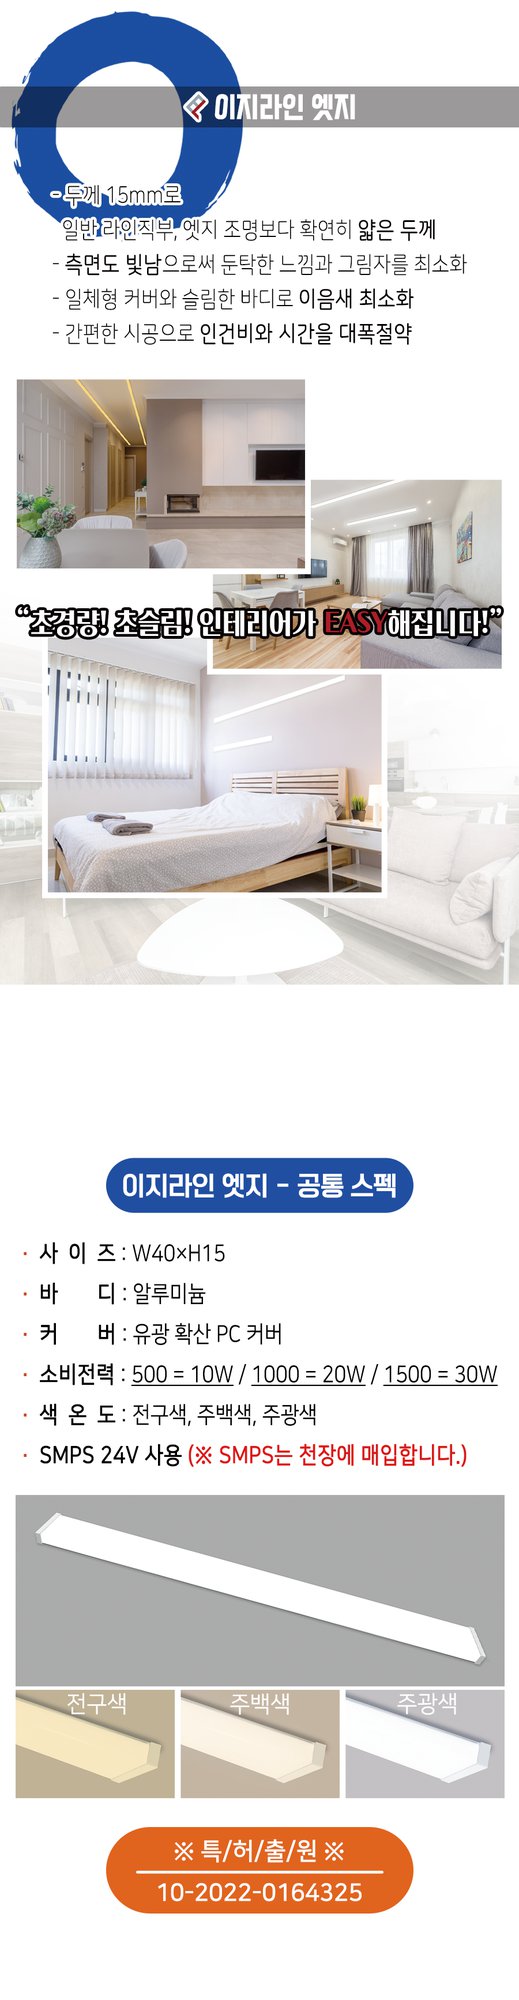 이지라인 엣지
- 두께 15mm로
일반 라인직부, 엣지 조명보다 확연히 얇은 두께
- 측면도 빛남으로써 둔탁한 느낌과 그림자를 최소화
- 일체형 커버와 슬림한 바디로 이음새 최소화
- 간편한 시공으로 인건비와 시간을 대폭절약
“초경량! 초슬림! 인테리어가 EASY해집니다!”
이지라인 엣지 - 공통 스펙
· 사 이 즈 : W40×H15
· 바 디 : 알루미늄
· 커 버 : 유광 확산 PC 커버
· 소비전력 : 500 = 10W / 1000 = 20W / 1500 = 30W
· 색 온 도 : 전구색, 주백색, 주광색
· SMPS 24V 사용 (※ SMPS는 천장에 매입합니다.)
전구색 주백색 주광색
※ 특/허/출/원 ※
10-2022-0164325